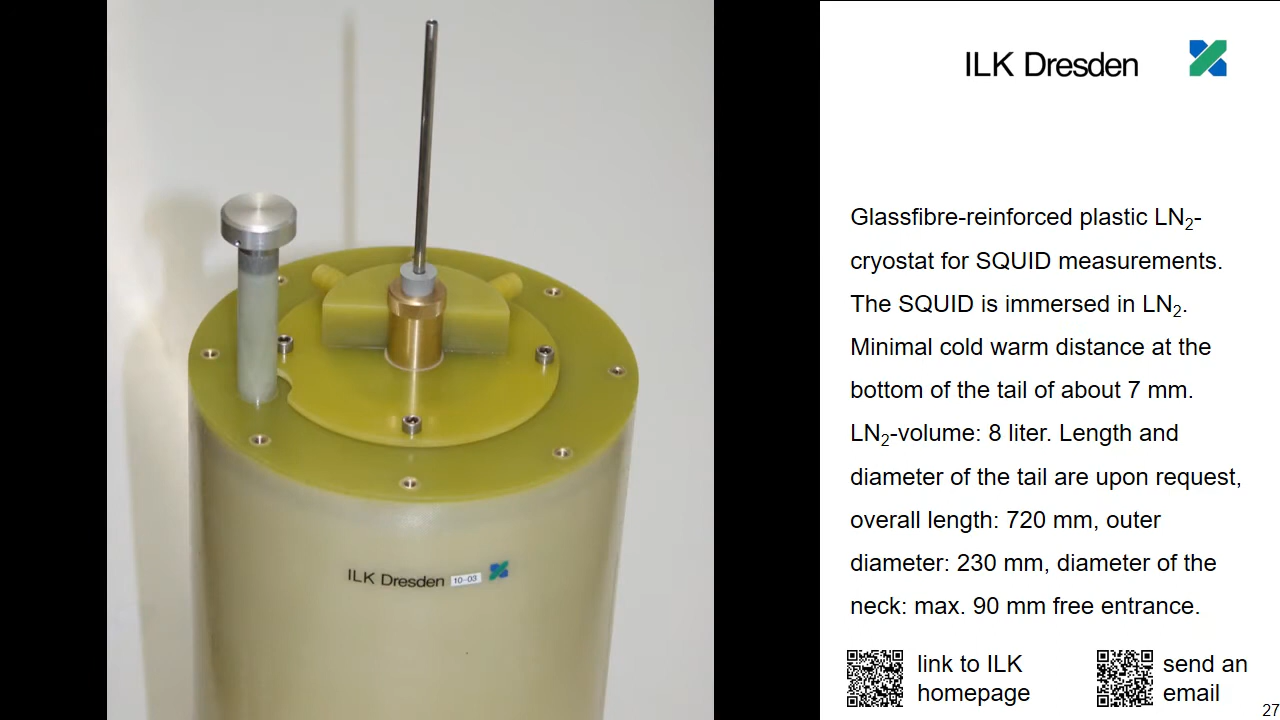 ILK Dresden
Glassfibre-reinforced plastic LN₂-
cryostat for SQUID measurements.
The SQUID is immersed in LN₂.
Minimal cold warm distance at the
bottom of the tail of about 7 mm.
LN₂-volume: 8 liter. Length and
diameter of the tail are upon request,
overall length: 720 mm, outer
diameter: 230 mm, diameter of the
neck: max. 90 mm free entrance.
ILK Dresden 10-03
link to ILK
homepage
send an
email
27